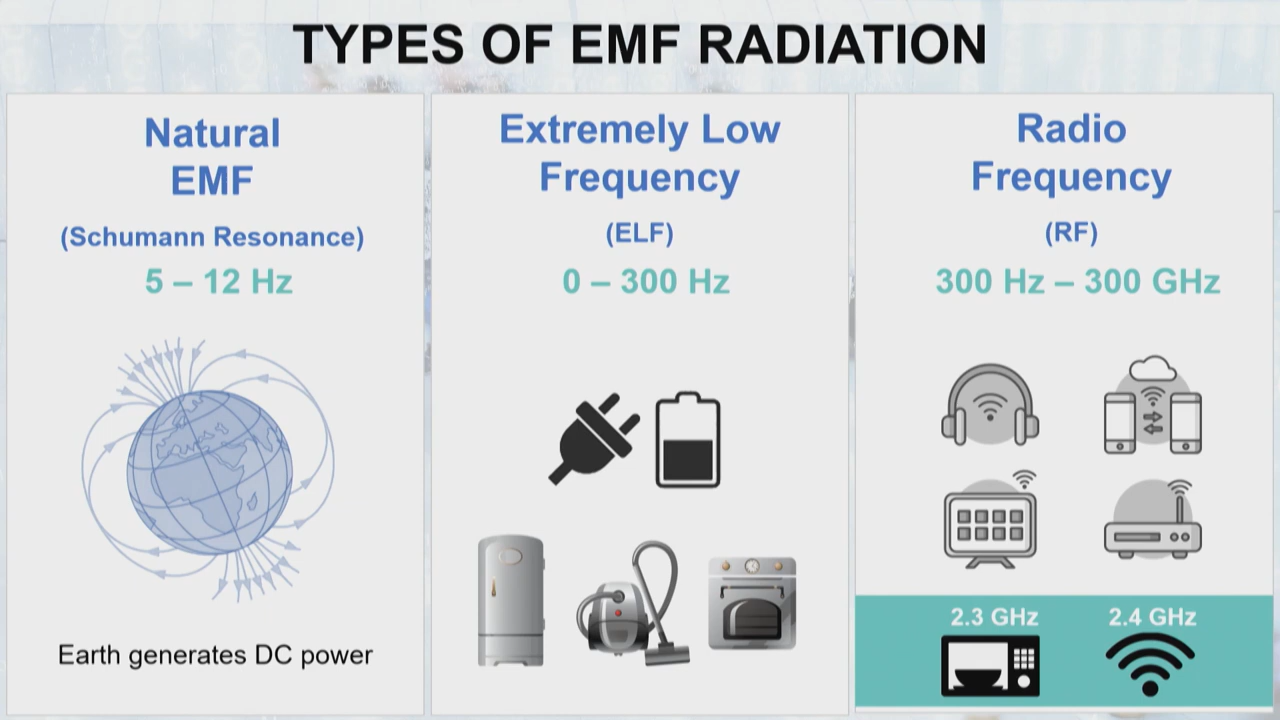 TYPES OF EMF RADIATION
Natural
EMF
(Schumann Resonance)
5 – 12 Hz
Earth generates DC power
Extremely Low
Frequency
(ELF)
0 – 300 Hz
Radio
Frequency
(RF)
300 Hz – 300 GHz
2.3 GHz
2.4 GHz